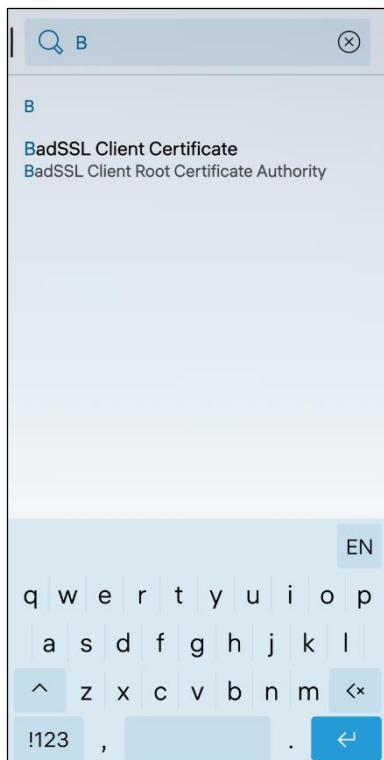 B
B
BadSSL Client Certificate
BadSSL Client Root Certificate Authority
EN
q w e r t y u i o p
a s d f g h j k l
z x c v b n m
!123 , .